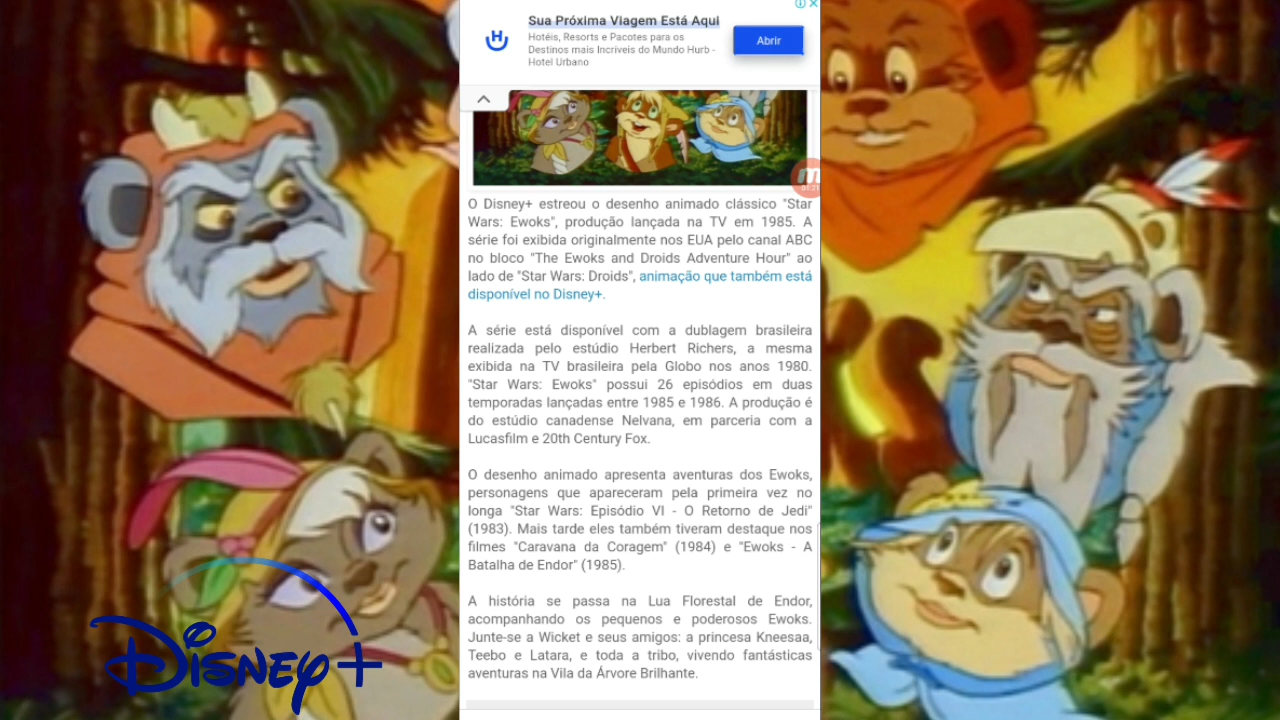 Sua Próxima Viagem Está Aqui
Hotéis, Resorts e Pacotes para os
Destinos mais Incríveis do Mundo Hurb -
Hotel Urbano
Abrir
H
01:21
O Disney+ estreou o desenho animado clássico "Star
Wars: Ewoks", produção lançada na TV em 1985. A
série foi exibida originalmente nos EUA pelo canal ABC
no bloco "The Ewoks and Droids Adventure Hour" ao
lado de "Star Wars: Droids", animação que também está
disponível no Disney+.
A série está disponível com a dublagem brasileira
realizada pelo estúdio Herbert Richers, a mesma
exibida na TV brasileira pela Globo nos anos 1980.
"Star Wars: Ewoks" possui 26 episódios em duas
temporadas lançadas entre 1985 e 1986. A produção é
do estúdio canadense Nelvana, em parceria com a
Lucasfilm e 20th Century Fox.
O desenho animado apresenta aventuras dos Ewoks,
personagens que apareceram pela primeira vez no
longa "Star Wars: Episódio VI - O Retorno de Jedi"
(1983). Mais tarde eles também tiveram destaque nos
filmes "Caravana da Coragem" (1984) e "Ewoks - A
Batalha de Endor" (1985).
A história se passa na Lua Florestal de Endor,
acompanhando os pequenos e poderosos Ewoks.
Junte-se a Wicket e seus amigos: a princesa Kneesaa,
Teebo e Latara, e toda a tribo, vivendo fantásticas
aventuras na Vila da Árvore Brilhante.
Disney+